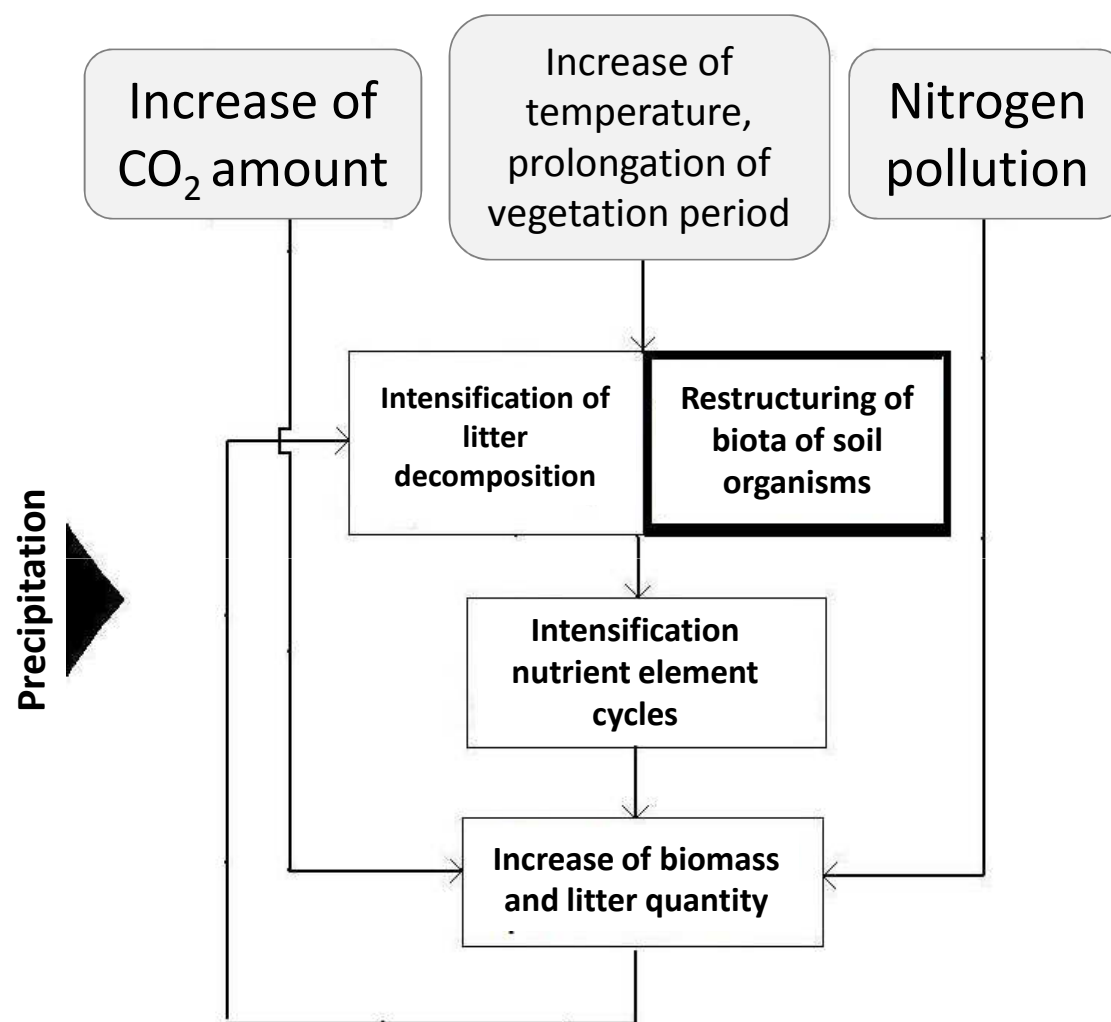 Increase of
CO₂ amount
Increase of
temperature,
prolongation of
vegetation period
Nitrogen
pollution
Intensification of
litter
decomposition
Restructuring of
biota of soil
organisms
Precipitation
Intensification
nutrient element
cycles
Increase of biomass
and litter quantity